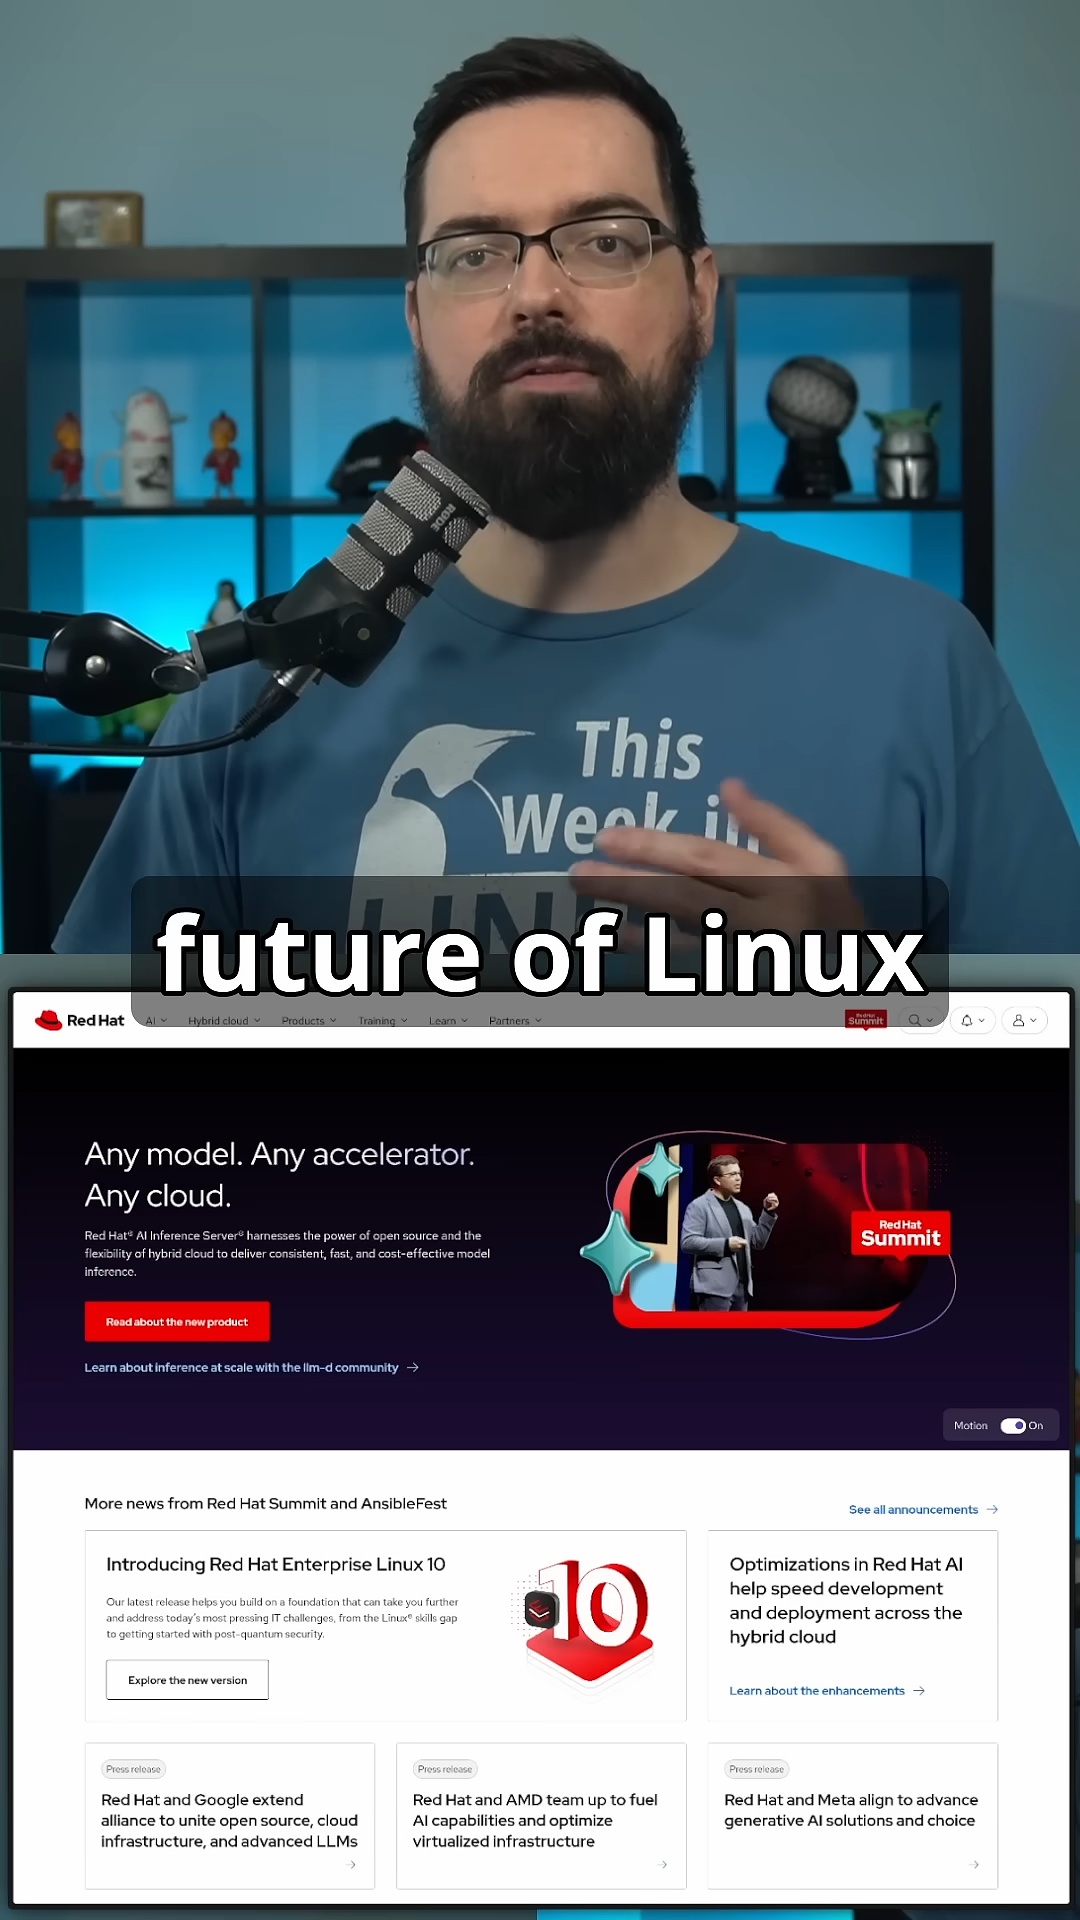 RODE
This
Week in
LINU
future of Linux
Red Hat
AI
Hybrid cloud
Products
Training
Learn
Partners
Red Hat
Summit
Any model. Any accelerator.
Any cloud.
Red Hat® AI Inference Server® harnesses the power of open source and the
flexibility of hybrid cloud to deliver consistent, fast, and cost-effective model
inference.
Read about the new product
Learn about inference at scale with the llm-d community →
Red Hat
Summit
Motion On
More news from Red Hat Summit and AnsibleFest
See all announcements →
Introducing Red Hat Enterprise Linux 10
Our latest release helps you build on a foundation that can take you further
and address today's most pressing IT challenges, from the Linux® skills gap
to getting started with post-quantum security.
Explore the new version
10
Optimizations in Red Hat AI
help speed development
and deployment across the
hybrid cloud
Learn about the enhancements →
Press release
Red Hat and Google extend
alliance to unite open source, cloud
infrastructure, and advanced LLMs
→
Press release
Red Hat and AMD team up to fuel
AI capabilities and optimize
virtualized infrastructure
→
Press release
Red Hat and Meta align to advance
generative AI solutions and choice
→